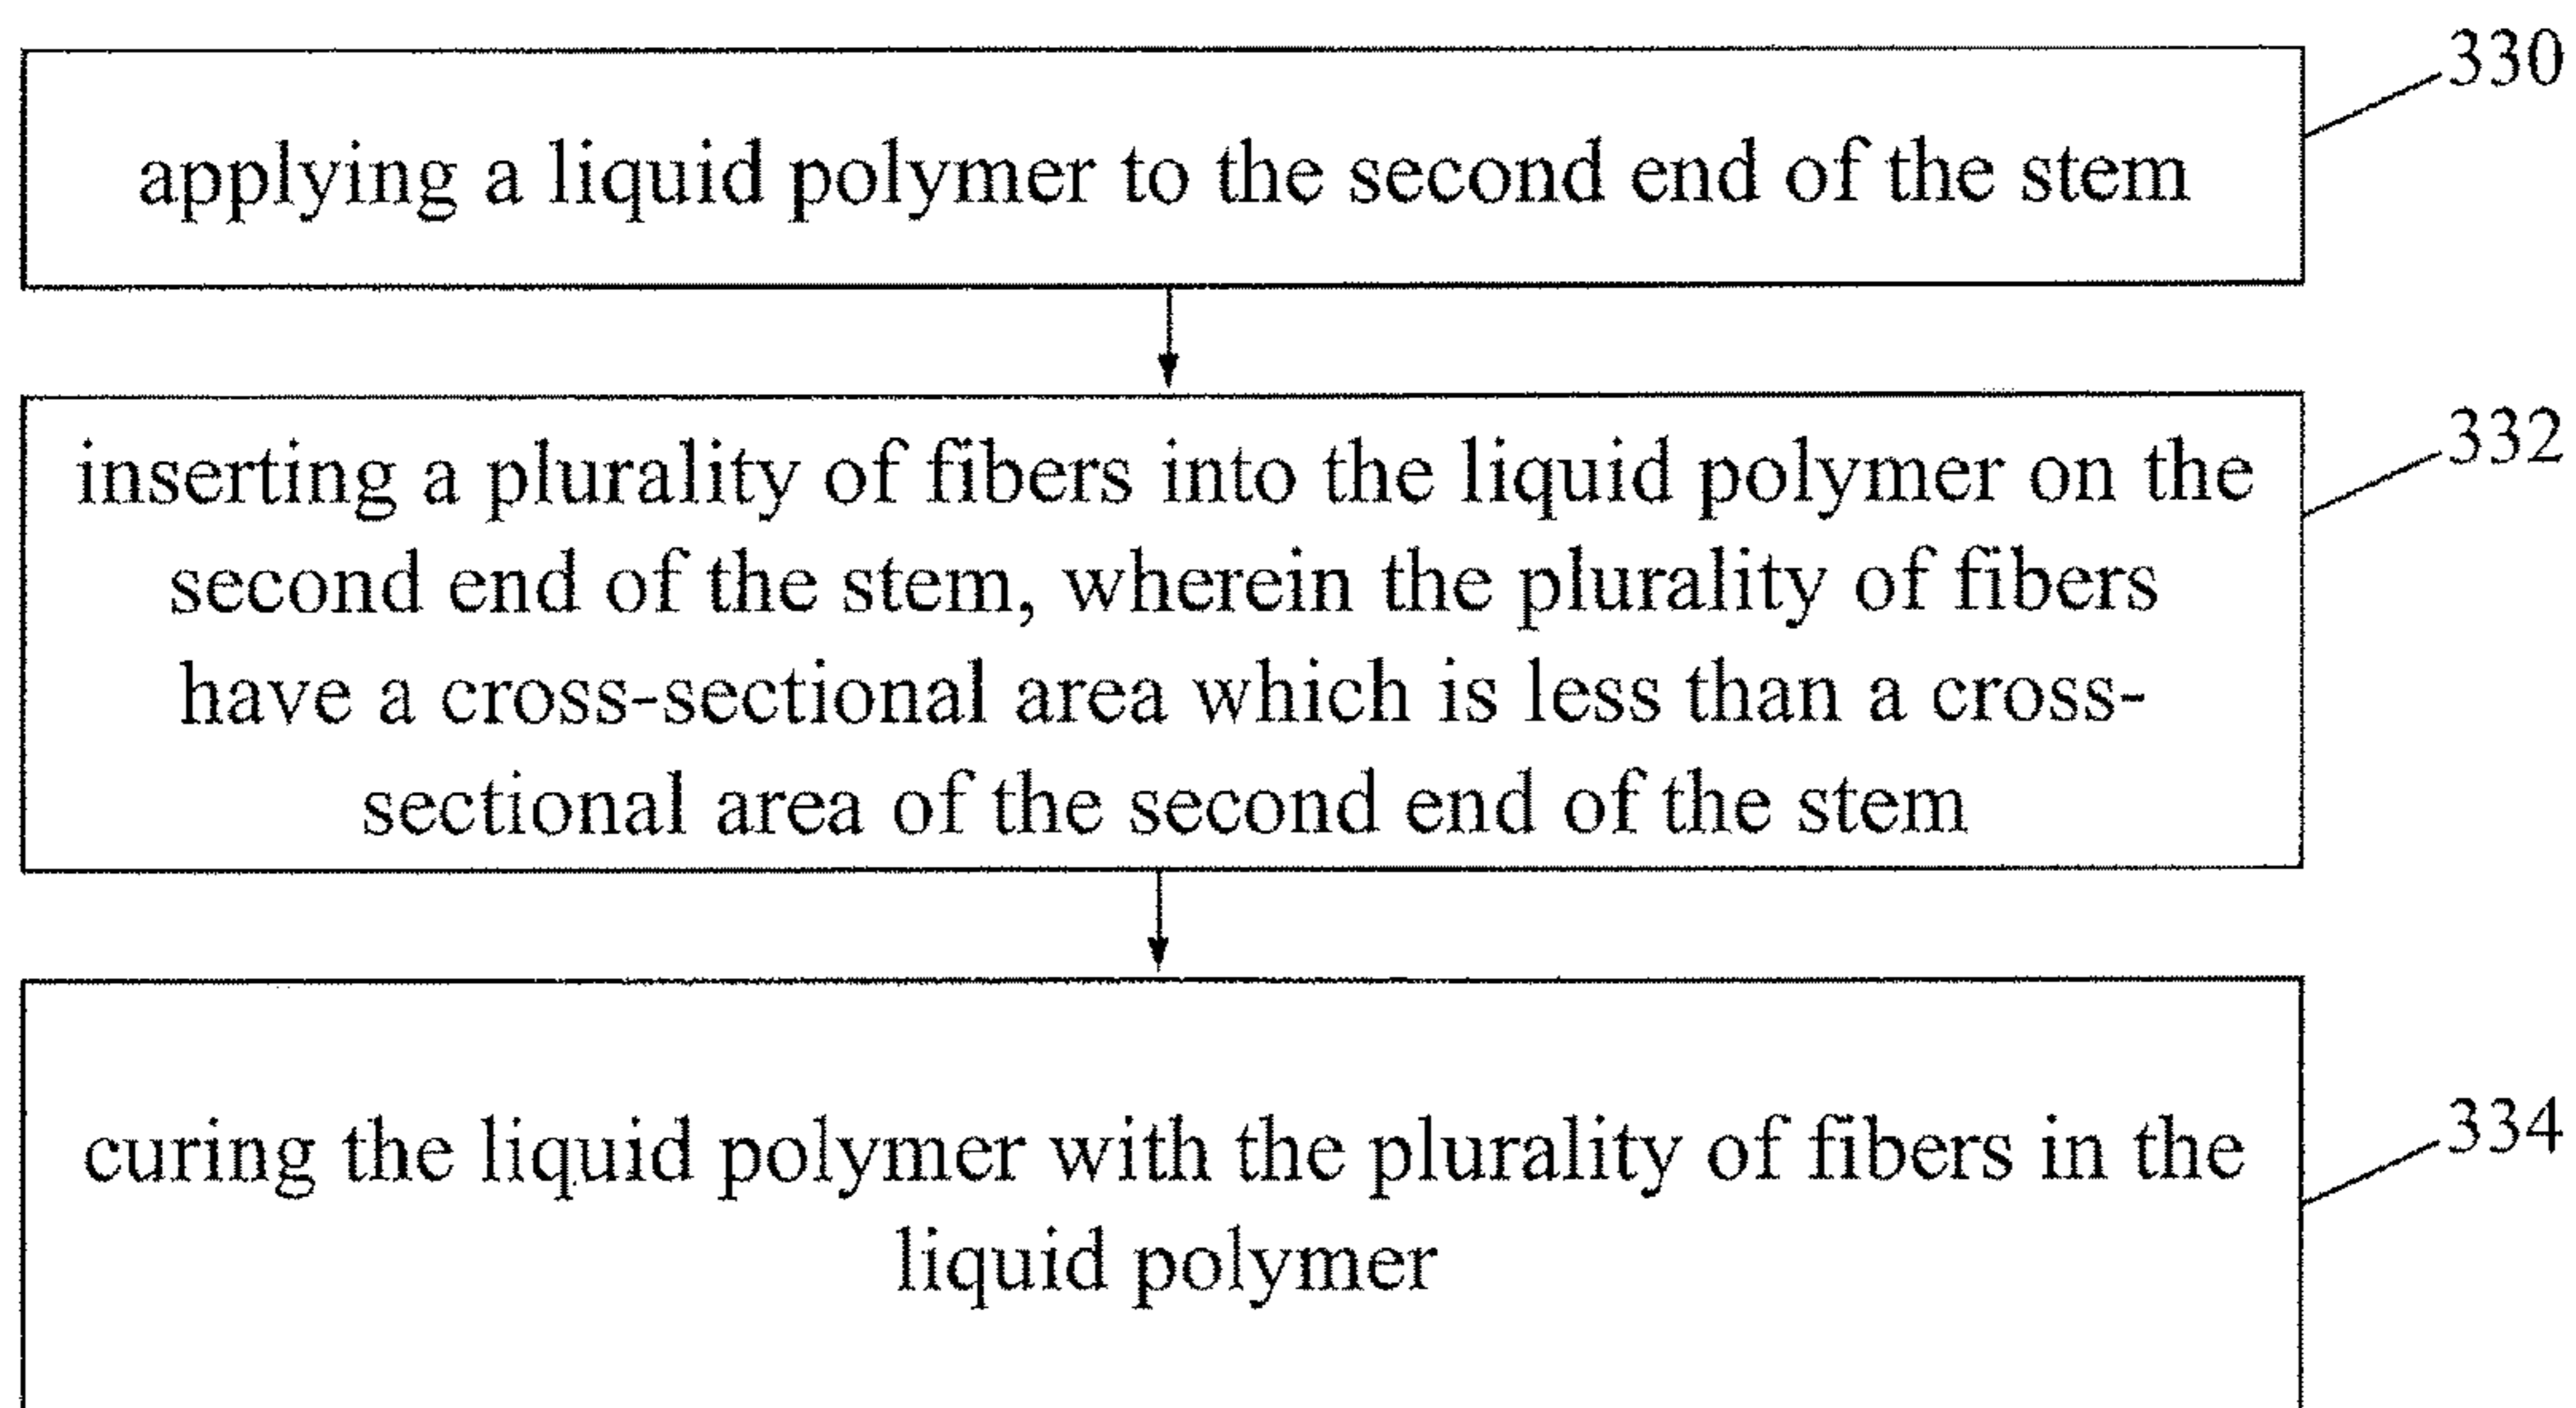 330
applying a liquid polymer to the second end of the stem
332
inserting a plurality of fibers into the liquid polymer on the
second end of the stem, wherein the plurality of fibers
have a cross-sectional area which is less than a cross-
sectional area of the second end of the stem
334
curing the liquid polymer with the plurality of fibers in the
liquid polymer